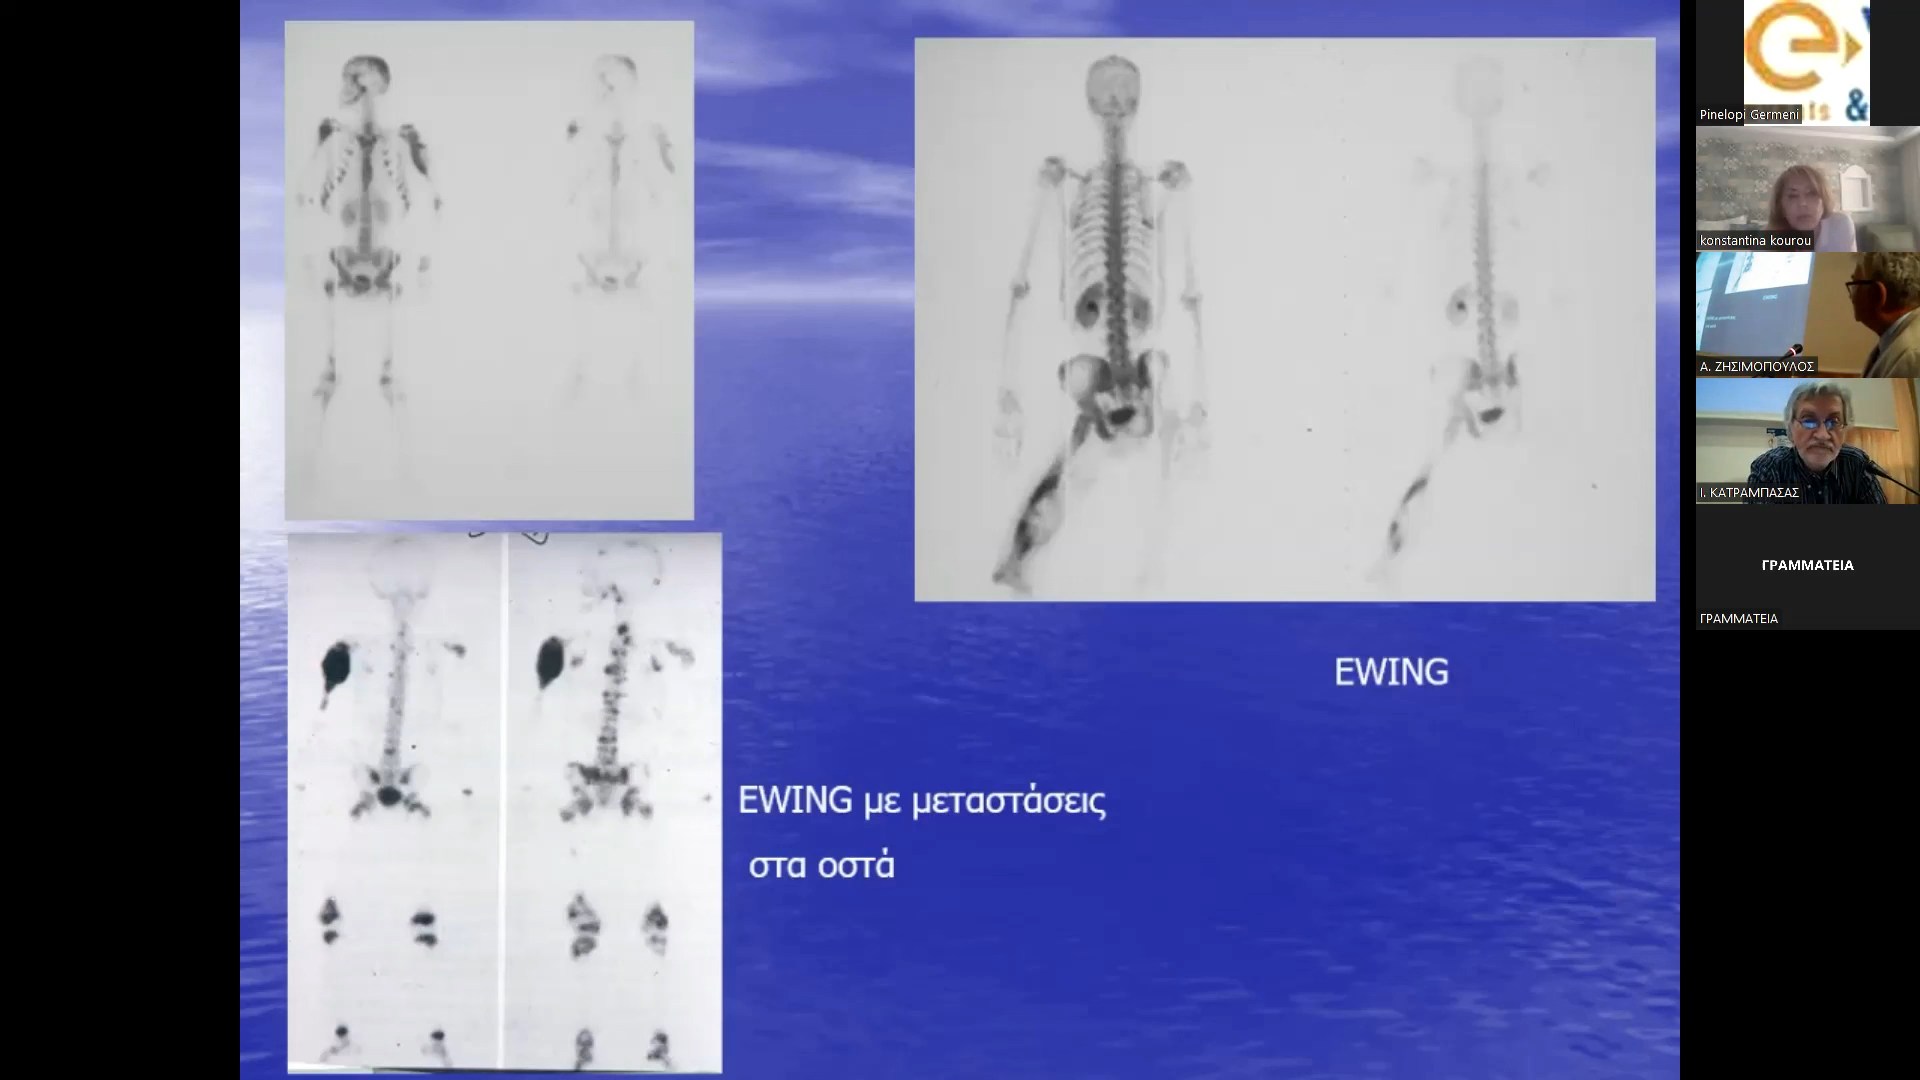 EWING
EWING με μεταστάσεις
στα οστά
Pinelopi Germeni
&
konstantina kourou
Α. ΖΗΣΙΜΟΠΟΥΛΟΣ
Ι. ΚΑΤΡΑΜΠΑΣΑΣ
ΓΡΑΜΜΑΤΕΙΑ
ΓΡΑΜΜΑΤΕΙΑ